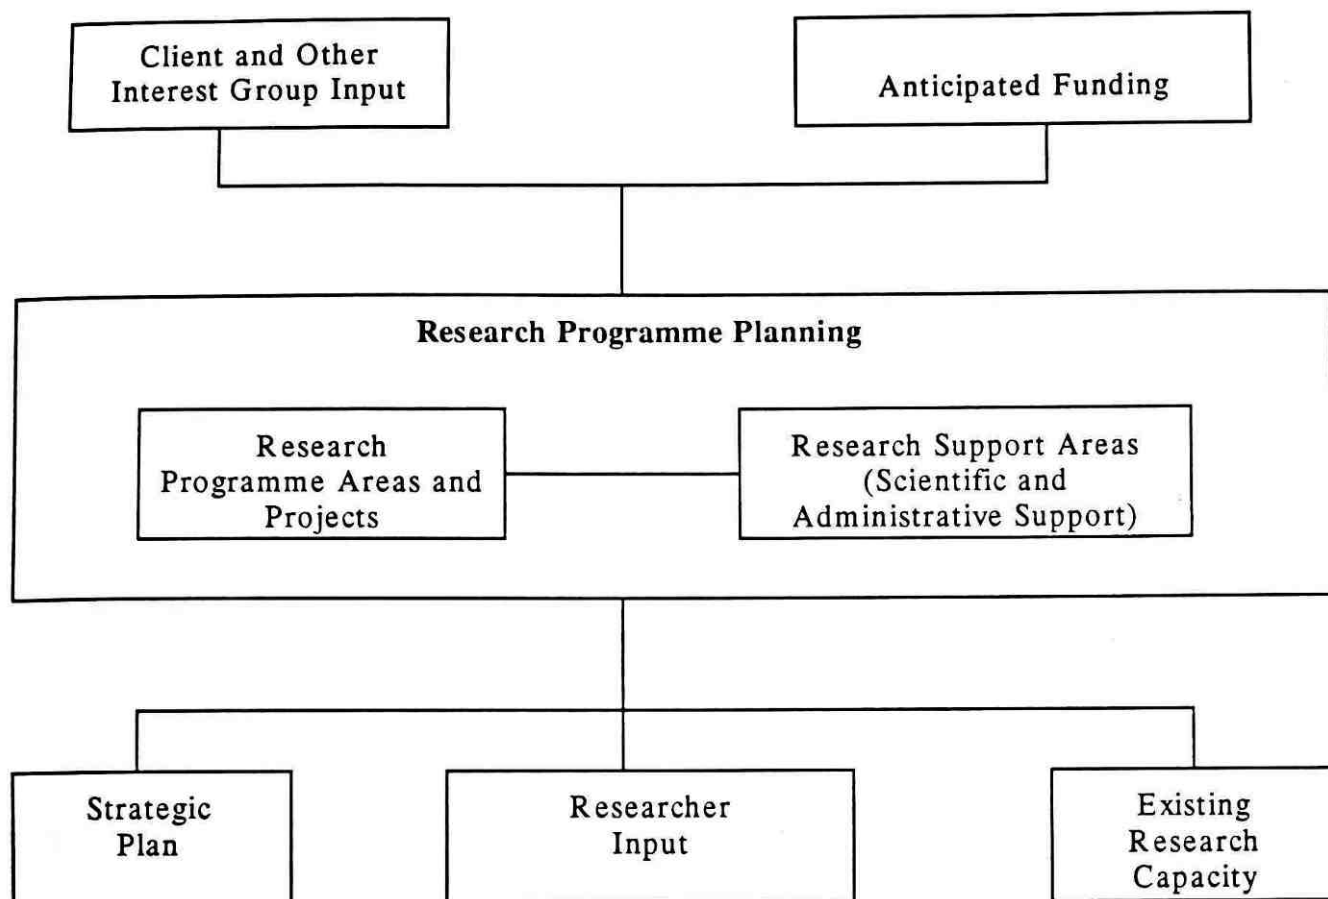 Client and Other
Interest Group Input
Anticipated Funding
Research Programme Planning
Research
Programme Areas and
Projects
Research Support Areas
(Scientific and
Administrative Support)
Strategic
Plan
Researcher
Input
Existing
Research
Capacity